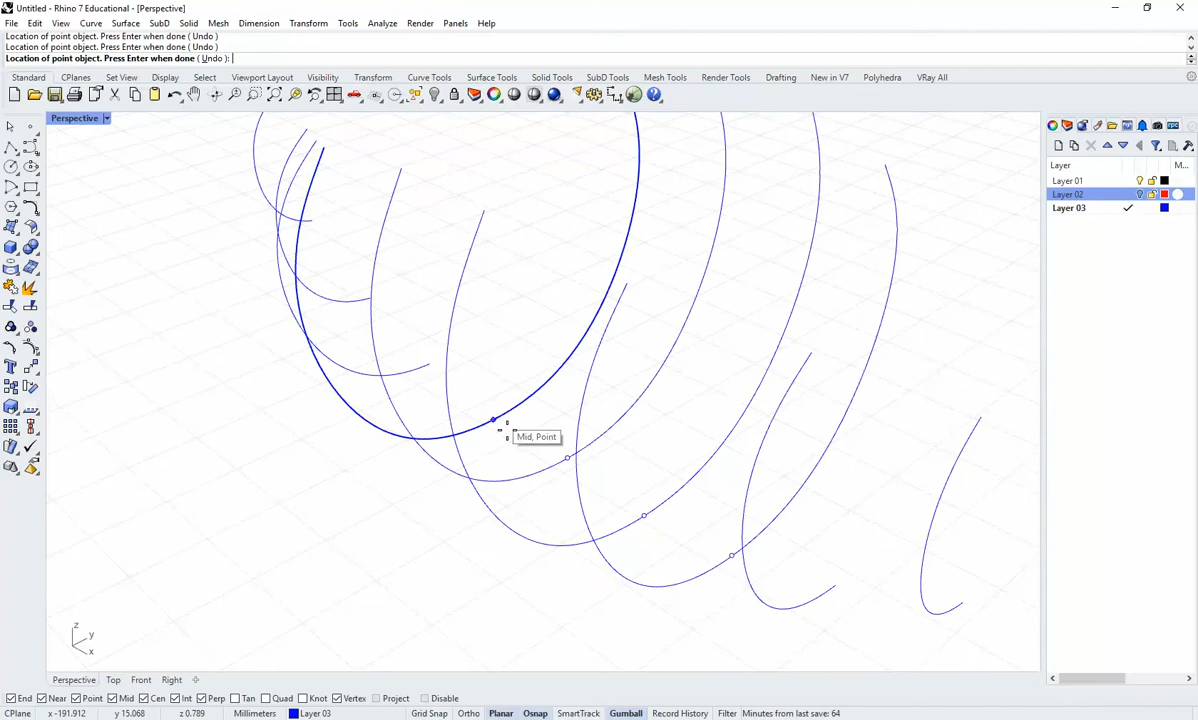 Untitled - Rhino 7 Educational - [Perspective]
File Edit View Curve Surface SubD Solid Mesh Dimension Transform Tools Analyze Render Panels Help
Location of point object. Press Enter when done ( Undo )
Location of point object. Press Enter when done ( Undo )
Location of point object. Press Enter when done ( Undo ):
Standard CPlanes Set View Display Select Viewport Layout Visibility Transform Curve Tools Surface Tools Solid Tools SubD Tools Mesh Tools Render Tools Drafting New in V7 Polyhedra VRay All
Perspective
Layer M...
Layer 01
Layer 02
Layer 03
Mid, Point
z
y
x
Perspective Top Front Right
End Near Point Mid Cen Int Perp Tan Quad Knot Vertex Project Disable
CPlane x -191.912 y 15.068 z 0.789 Millimeters Layer 03 Grid Snap Ortho Planar Osnap SmartTrack Gumball Record History Filter Minutes from last save: 64